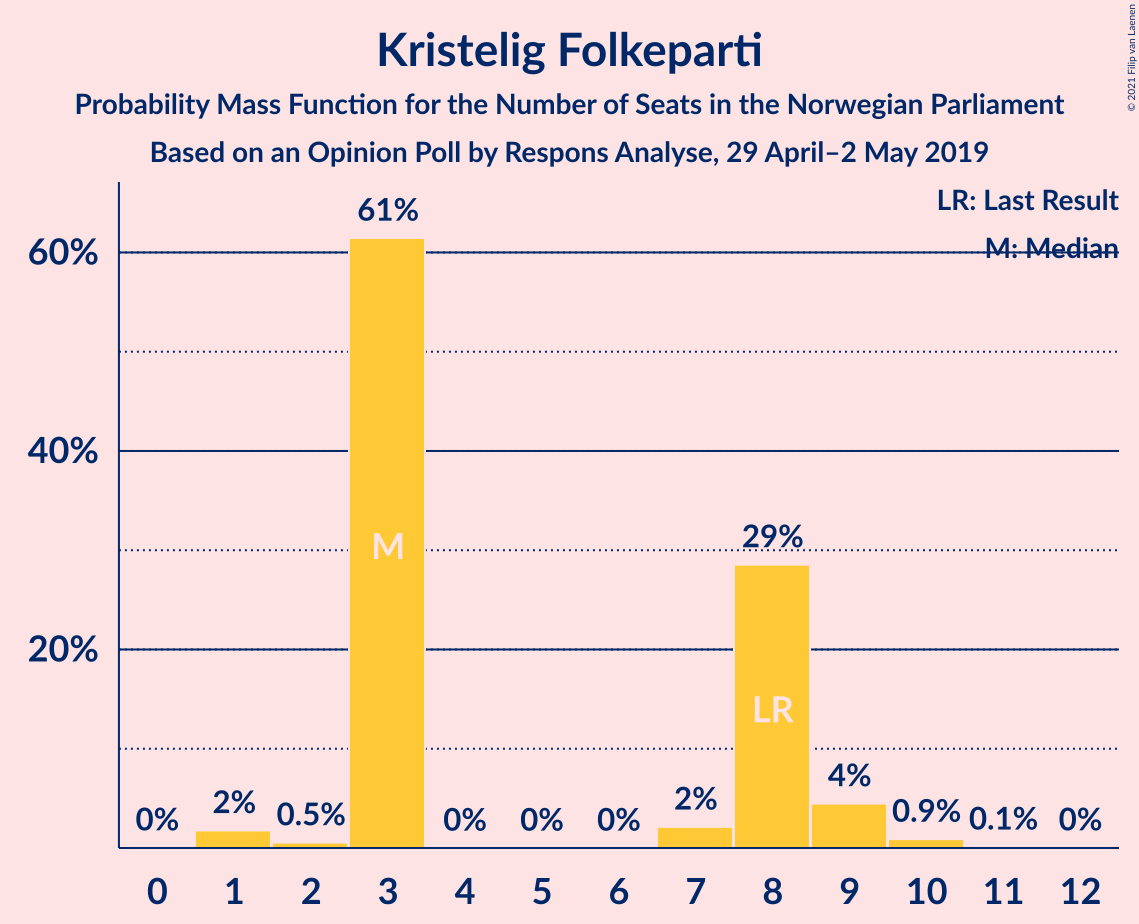 © 2021 Filip van Laenen
Kristelig Folkeparti
Probability Mass Function for the Number of Seats in the Norwegian Parliament
Based on an Opinion Poll by Respons Analyse, 29 April–2 May 2019
LR: Last Result
M: Median
60%
40%
20%
0%
2%
0.5%
61%
0%
0%
0%
2%
29%
4%
0.9%
0.1%
0%
M
LR
0 1 2 3 4 5 6 7 8 9 10 11 12